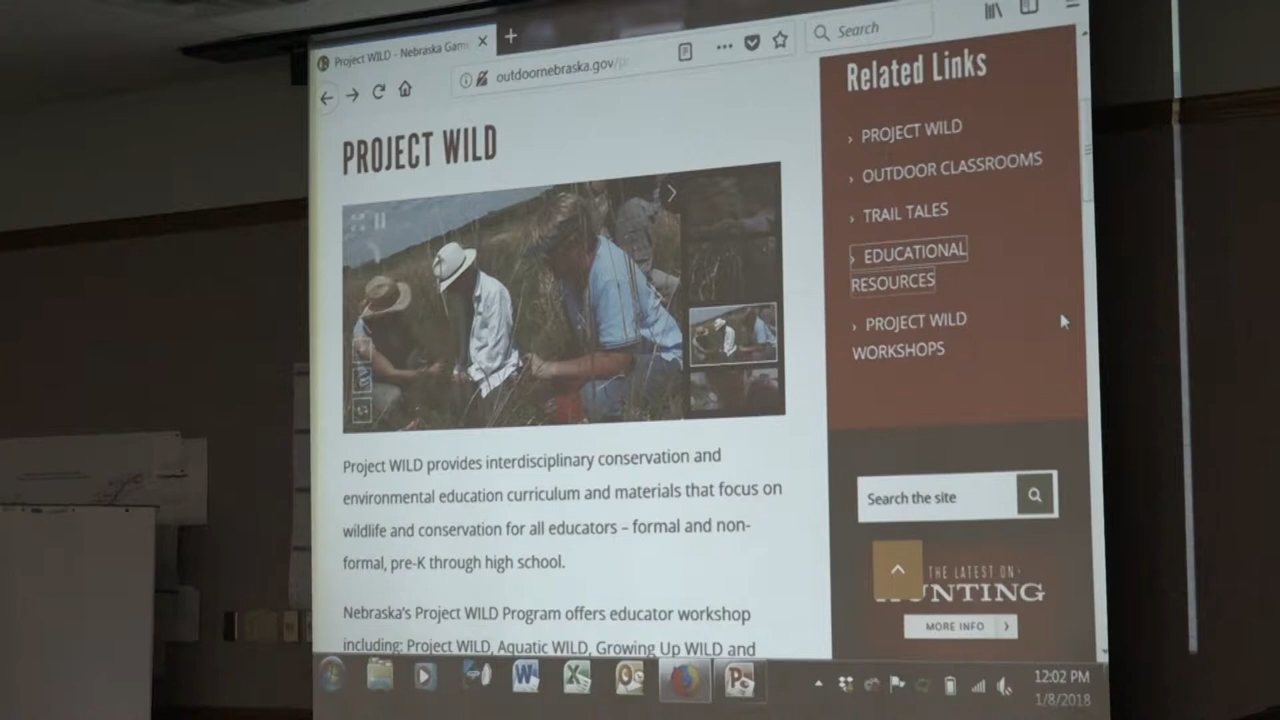 Project WILD - Nebraska Gam
Search
outdoornebraska.gov/
PROJECT WILD
Project WILD provides interdisciplinary conservation and
environmental education curriculum and materials that focus on
wildlife and conservation for all educators – formal and non-
formal, pre-K through high school.
Nebraska's Project WILD Program offers educator workshop
including: Project WILD, Aquatic WILD, Growing Up WILD and
Related Links
› PROJECT WILD
› OUTDOOR CLASSROOMS
› TRAIL TALES
› EDUCATIONAL
RESOURCES
› PROJECT WILD
WORKSHOPS
Search the site
THE LATEST ON
HUNTING
MORE INFO
12:02 PM
1/8/2018